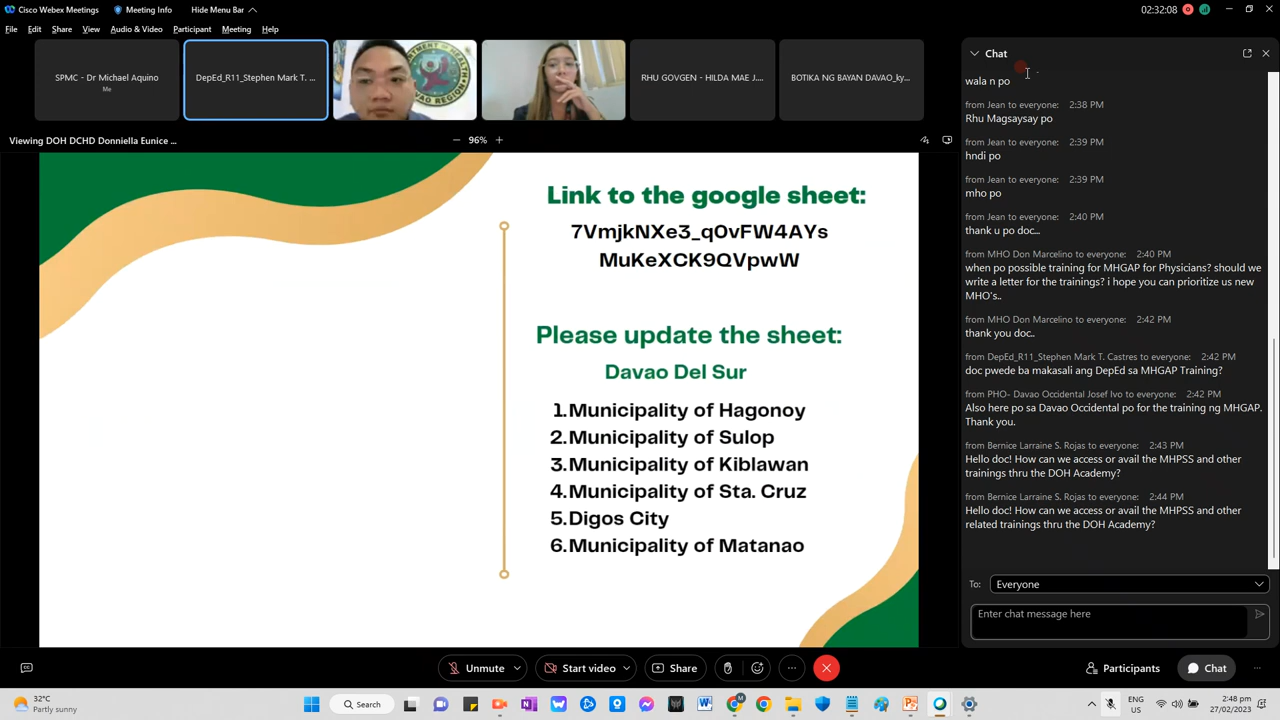 Cisco Webex Meetings
Meeting Info
Hide Menu Bar
02:32:08
File Edit Share View Audio & Video Participant Meeting Help
SPMC - Dr Michael Aquino
Me
DepEd_R11_Stephen Mark T. ...
RHU GOVGEN - HILDA MAE J....
BOTIKA NG BAYAN DAVAO_ky...
Viewing DOH DCHD Donniella Eunice ...
96%
Link to the google sheet:
7VmjkNXe3_q0vFW4AYs
MuKeXCK9QVpwW
Please update the sheet:
Davao Del Sur
1.Municipality of Hagonoy
2.Municipality of Sulop
3.Municipality of Kiblawan
4.Municipality of Sta. Cruz
5.Digos City
6.Municipality of Matanao
Chat
wala n po
from Jean to everyone: 2:38 PM
Rhu Magsaysay po
from Jean to everyone: 2:39 PM
hndi po
from Jean to everyone: 2:39 PM
mho po
from Jean to everyone: 2:40 PM
thank u po doc...
from MHO Don Marcelino to everyone: 2:40 PM
when po possible training for MHGAP for Physicians? should we
write a letter for the trainings? i hope you can prioritize us new
MHO's..
from MHO Don Marcelino to everyone: 2:42 PM
thank you doc..
from DepEd_R11_Stephen Mark T. Castres to everyone: 2:42 PM
doc pwede ba makasali ang DepEd sa MHGAP Training?
from PHO- Davao Occidental Josef Ivo to everyone: 2:42 PM
Also here po sa Davao Occidental po for the training ng MHGAP.
Thank you.
from Bernice Larraine S. Rojas to everyone: 2:43 PM
Hello doc! How can we access or avail the MHPSS and other
trainings thru the DOH Academy?
from Bernice Larraine S. Rojas to everyone: 2:44 PM
Hello doc! How can we access or avail the MHPSS and other
related trainings thru the DOH Academy?
To: Everyone
Enter chat message here
Unmute
Start video
Share
Participants
Chat
32°C
Partly sunny
Search
ENG
US
2:48 pm
27/02/2023